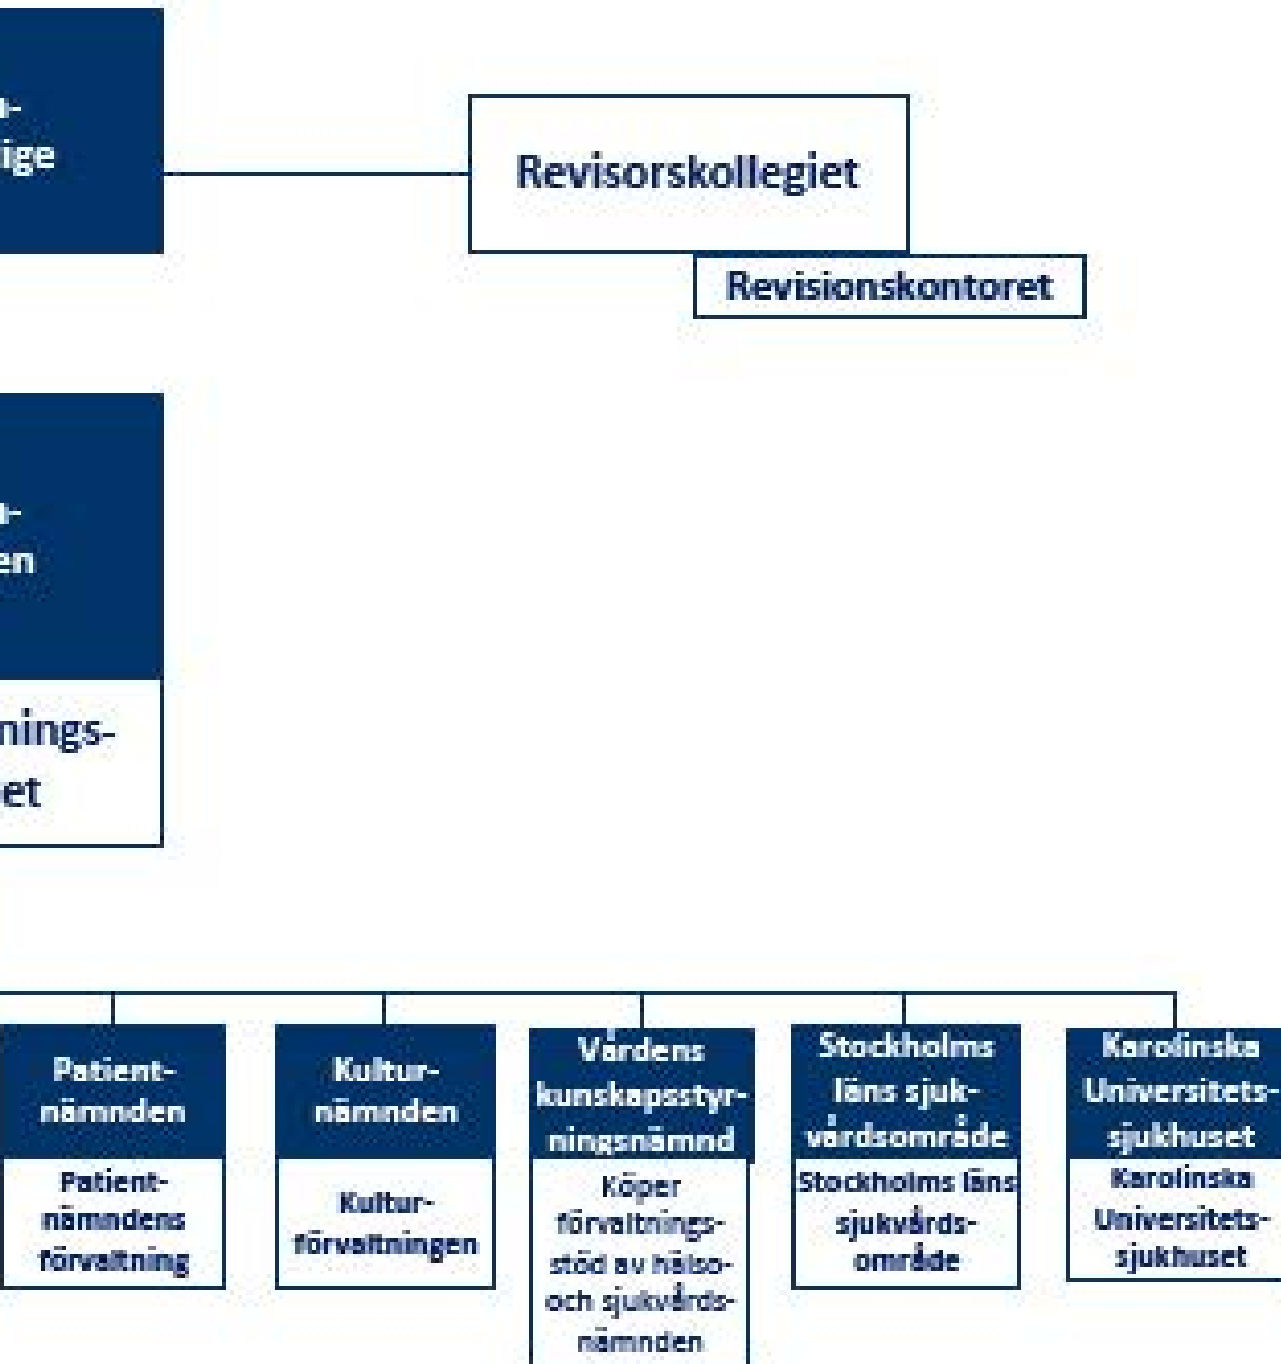 ige
Revisorskollegiet
Revisionskontoret
en
nings-
et
Patient-
nämnden
Patient-
nämndens
förvaltning
Kultur-
nämnden
Kultur-
förvaltningen
Vårdens
kunskapsstyr-
ningsnämnd
Köper
förvaltnings-
stöd av hälso-
och sjukvårds-
nämnden
Stockholms
läns sjuk-
vårdsområde
Stockholms läns
sjukvårds-
område
Karolinska
Universitets-
sjukhuset
Karolinska
Universitets-
sjukhuset